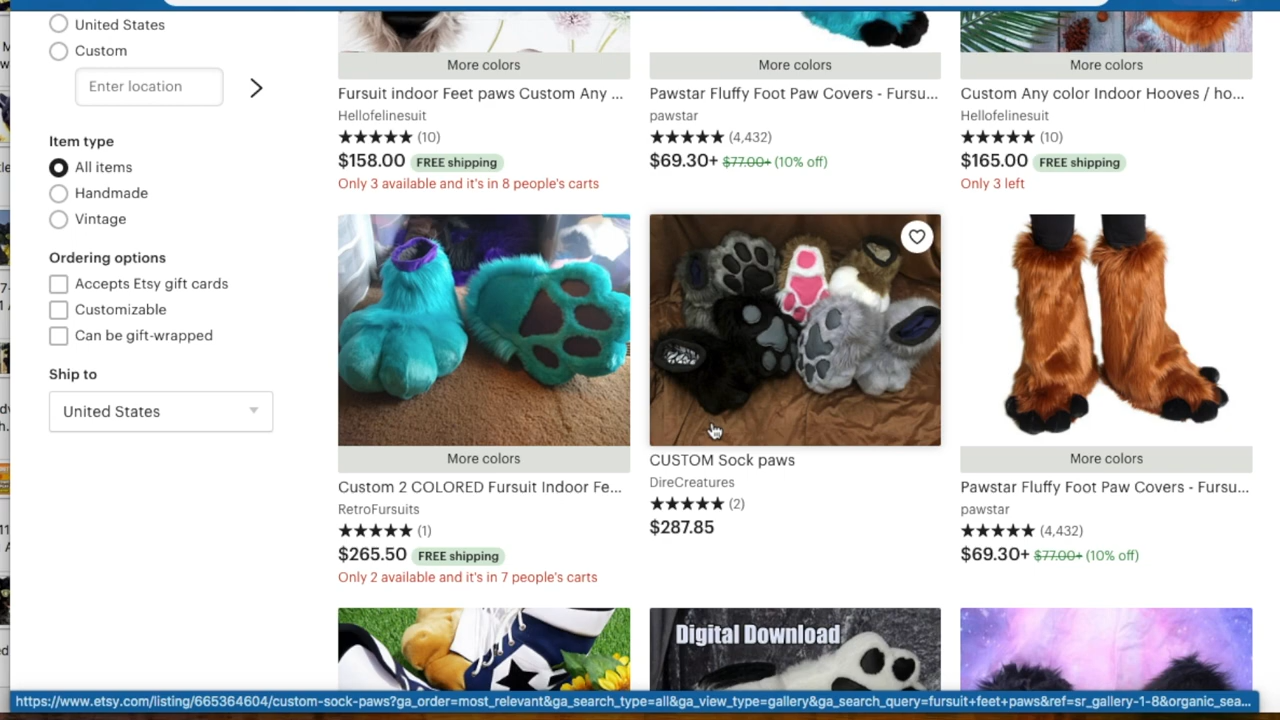 United States
Custom
Enter location
Item type
All items
Handmade
Vintage
Ordering options
Accepts Etsy gift cards
Customizable
Can be gift-wrapped
Ship to
United States
More colors
Fursuit indoor Feet paws Custom Any ...
Hellofelinesuit
★★★★★ (10)
$158.00 FREE shipping
Only 3 available and it's in 8 people's carts
More colors
Pawstar Fluffy Foot Paw Covers - Fursu...
pawstar
★★★★★ (4,432)
$69.30+ $77.00+ (10% off)
More colors
Custom Any color Indoor Hooves / ho...
Hellofelinesuit
★★★★★ (10)
$165.00 FREE shipping
Only 3 left
More colors
Custom 2 COLORED Fursuit Indoor Fe...
RetroFursuits
★★★★★ (1)
$265.50 FREE shipping
Only 2 available and it's in 7 people's carts
CUSTOM Sock paws
DireCreatures
★★★★★ (2)
$287.85
More colors
Pawstar Fluffy Foot Paw Covers - Fursu...
pawstar
★★★★★ (4,432)
$69.30+ $77.00+ (10% off)
Digital Download
https://www.etsy.com/listing/665364604/custom-sock-paws?ga_order=most_relevant&ga_search_type=all&ga_view_type=gallery&ga_search_query=fursuit+feet+paws&ref=sr_gallery-1-8&organic_sea...